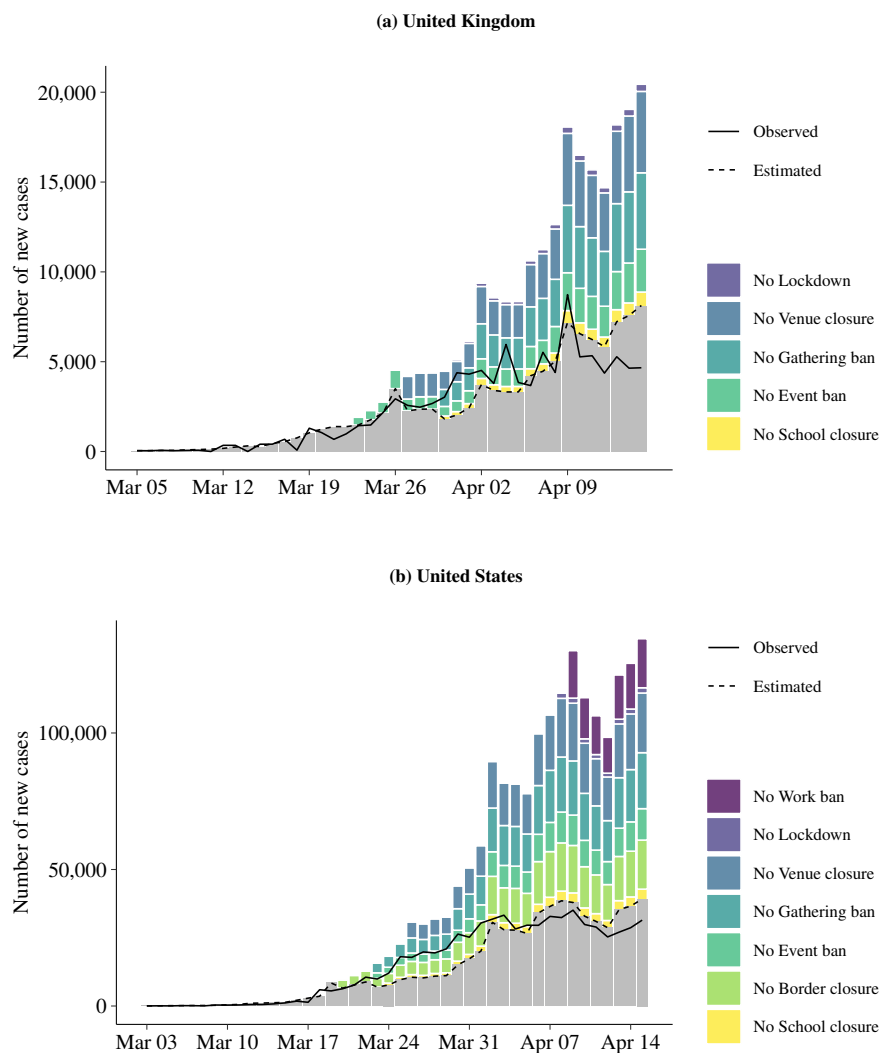 (a) United Kingdom
Number of new cases
20,000
15,000
10,000
5,000
0
Mar 05 Mar 12 Mar 19 Mar 26 Apr 02 Apr 09
Observed
Estimated
No Lockdown
No Venue closure
No Gathering ban
No Event ban
No School closure
(b) United States
Number of new cases
100,000
50,000
0
Mar 03 Mar 10 Mar 17 Mar 24 Mar 31 Apr 07 Apr 14
Observed
Estimated
No Work ban
No Lockdown
No Venue closure
No Gathering ban
No Event ban
No Border closure
No School closure